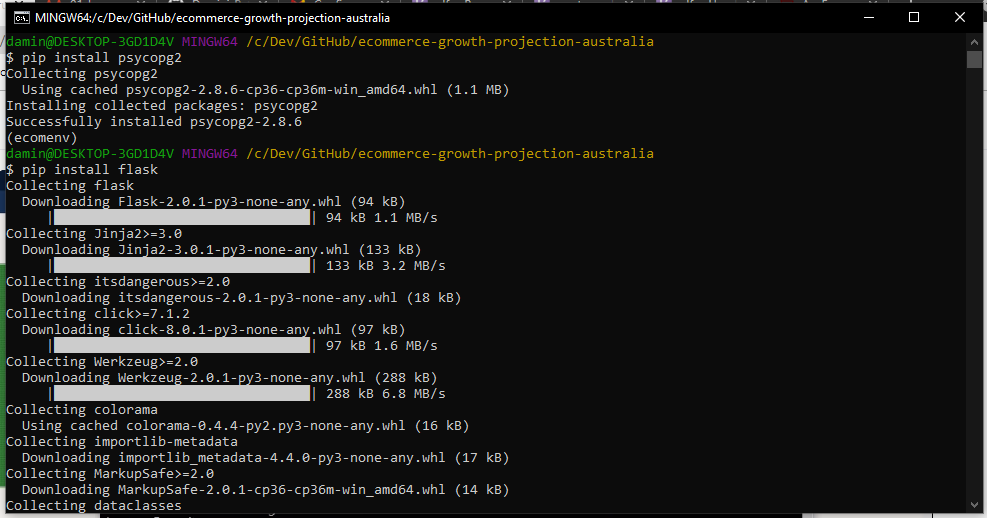 MINGW64:/c/Dev/GitHub/ecommerce-growth-projection-australia
damin@DESKTOP-3GD1D4V MINGW64 /c/Dev/GitHub/ecommerce-growth-projection-australia
$ pip install psycopg2
Collecting psycopg2
  Using cached psycopg2-2.8.6-cp36-cp36m-win_amd64.whl (1.1 MB)
Installing collected packages: psycopg2
Successfully installed psycopg2-2.8.6
(ecomenv)
damin@DESKTOP-3GD1D4V MINGW64 /c/Dev/GitHub/ecommerce-growth-projection-australia
$ pip install flask
Collecting flask
  Downloading Flask-2.0.1-py3-none-any.whl (94 kB)
     |████████████████████████████████| 94 kB 1.1 MB/s
Collecting Jinja2>=3.0
  Downloading Jinja2-3.0.1-py3-none-any.whl (133 kB)
     |████████████████████████████████| 133 kB 3.2 MB/s
Collecting itsdangerous>=2.0
  Downloading itsdangerous-2.0.1-py3-none-any.whl (18 kB)
Collecting click>=7.1.2
  Downloading click-8.0.1-py3-none-any.whl (97 kB)
     |████████████████████████████████| 97 kB 1.6 MB/s
Collecting Werkzeug>=2.0
  Downloading Werkzeug-2.0.1-py3-none-any.whl (288 kB)
     |████████████████████████████████| 288 kB 6.8 MB/s
Collecting colorama
  Using cached colorama-0.4.4-py2.py3-none-any.whl (16 kB)
Collecting importlib-metadata
  Downloading importlib_metadata-4.4.0-py3-none-any.whl (17 kB)
Collecting MarkupSafe>=2.0
  Downloading MarkupSafe-2.0.1-cp36-cp36m-win_amd64.whl (14 kB)
Collecting dataclasses